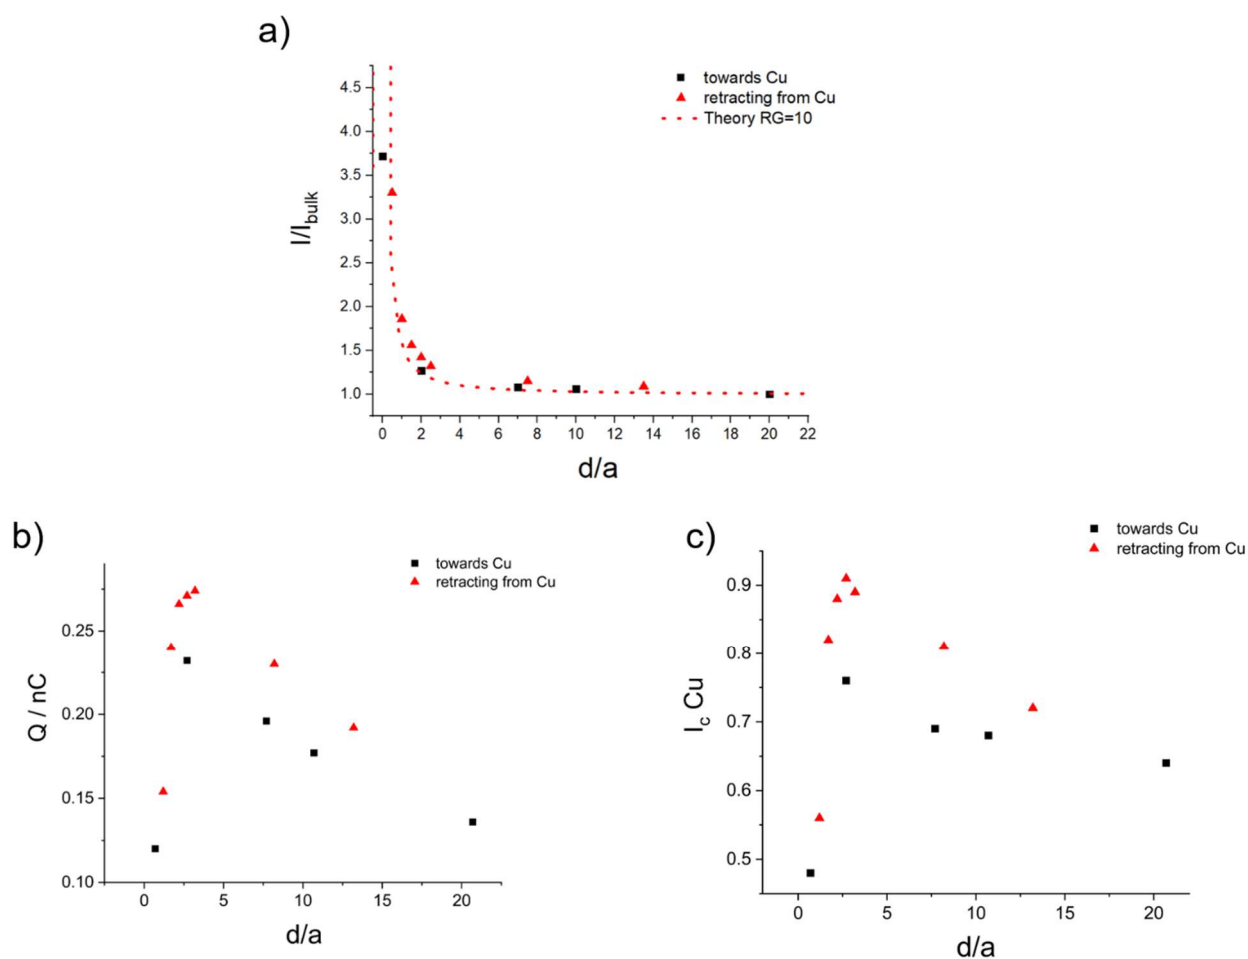 a)
towards Cu
retracting from Cu
Theory RG=10
4.5
4.0
3.5
3.0
2.5
2.0
1.5
1.0
I/I_bulk
0 2 4 6 8 10 12 14 16 18 20 22
d/a
b)
towards Cu
retracting from Cu
0.25
0.20
0.15
0.10
Q / nC
0 5 10 15 20
d/a
c)
towards Cu
retracting from Cu
0.9
0.8
0.7
0.6
0.5
I_c Cu
0 5 10 15 20
d/a